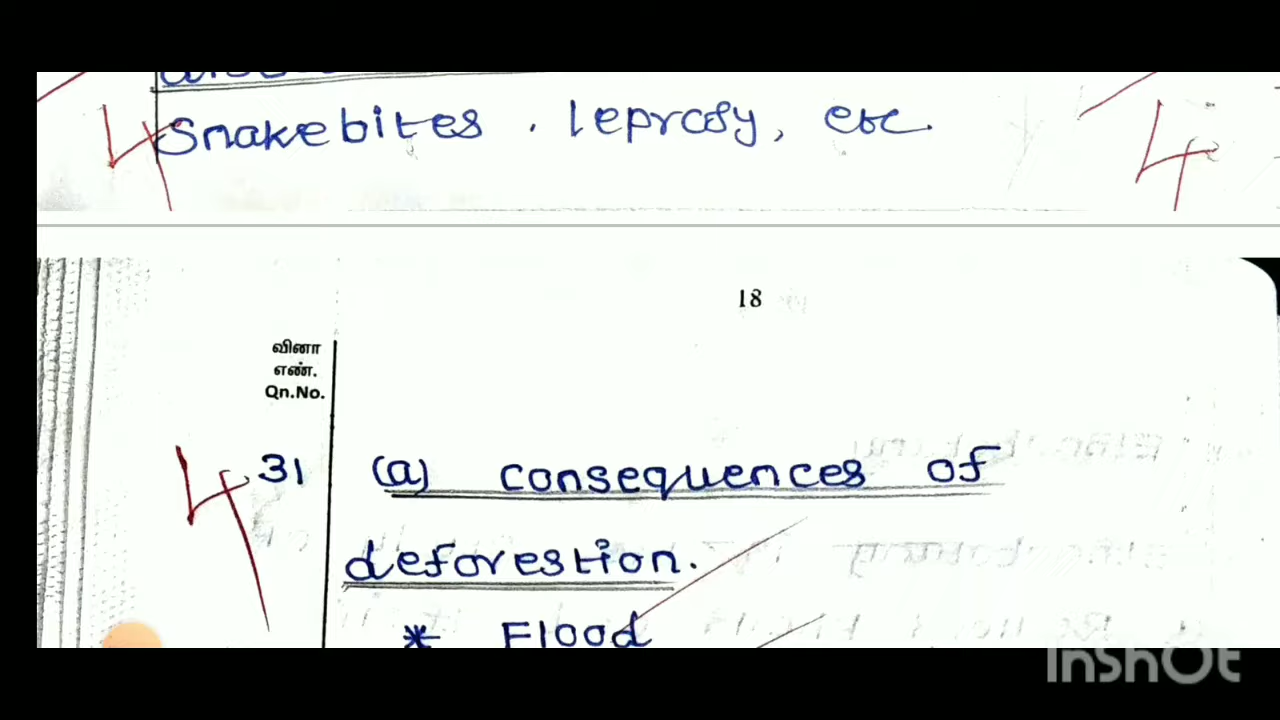 4 Snakebites . leprosy, etc. 4
18
வினா
எண்.
Qn.No.
4 31 (a) consequences of
deforestion.
* Flood
InShOt